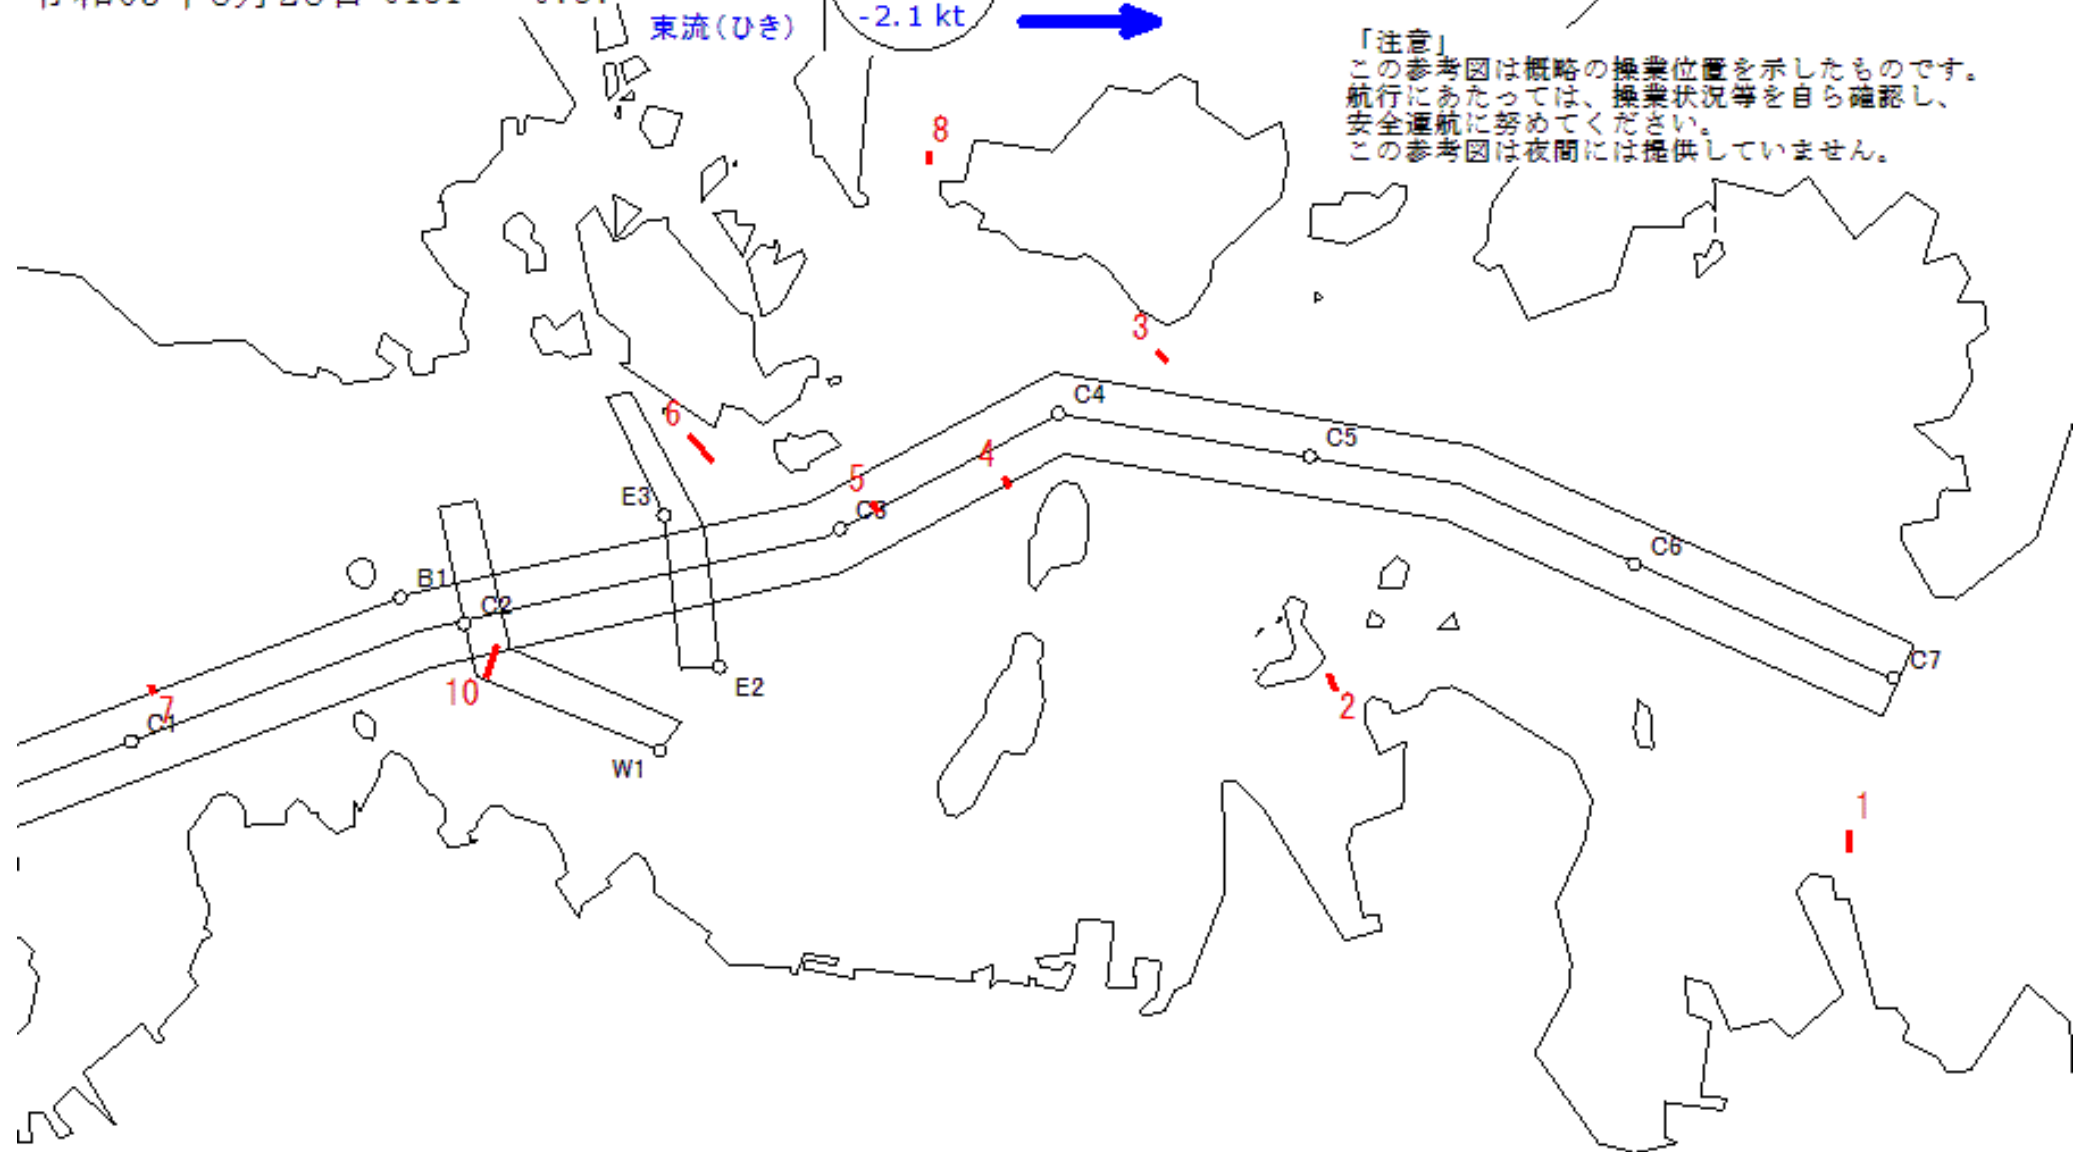 東流(ひき)
-2.1 kt
「注意」
この参考図は概略の操業位置を示したものです。
航行にあたっては、操業状況等を自ら確認し、
安全運航に努めてください。
この参考図は夜間には提供していません。
8
3
6
C4
4
C5
5
E3
C3
C6
B1
C2
C7
E2
10
7
2
C1
W1
1